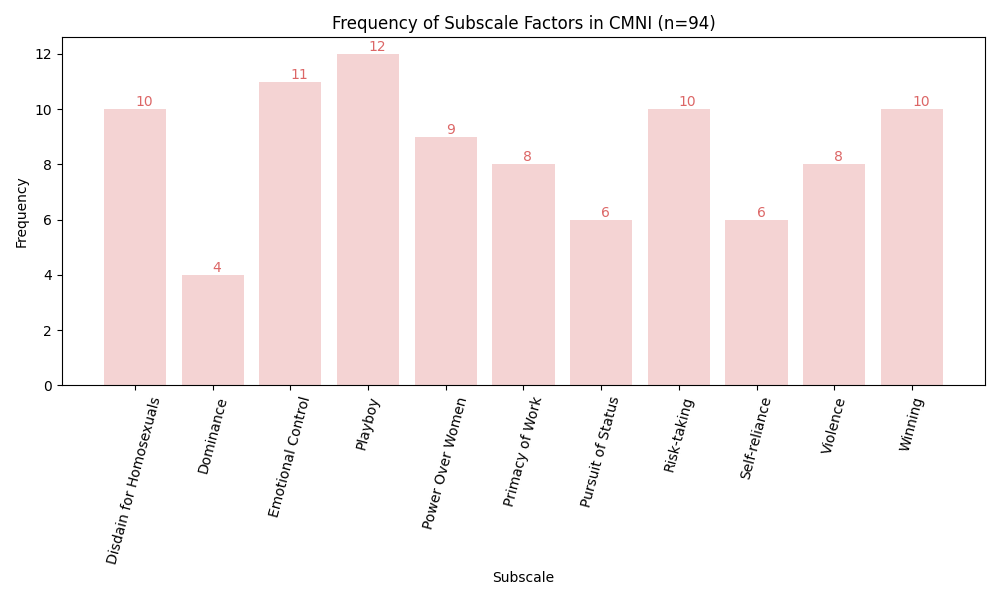 Frequency of Subscale Factors in CMNI (n=94)
Frequency
12
10
8
6
4
2
0
10
4
11
12
9
8
6
10
6
8
10
Disdain for Homosexuals
Dominance
Emotional Control
Playboy
Power Over Women
Primacy of Work
Pursuit of Status
Risk-taking
Self-reliance
Violence
Winning
Subscale